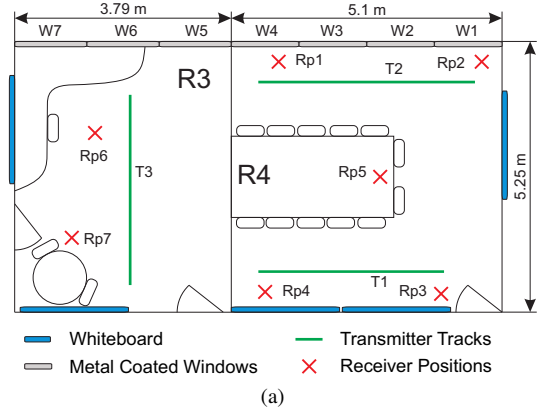 3.79 m 5.1 m
W7 W6 W5 W4 W3 W2 W1
R3 Rp1 T2 Rp2
Rp6 T3 R4 Rp5 5.25 m
Rp7
Rp4 T1 Rp3
Whiteboard Transmitter Tracks
Metal Coated Windows Receiver Positions
(a)